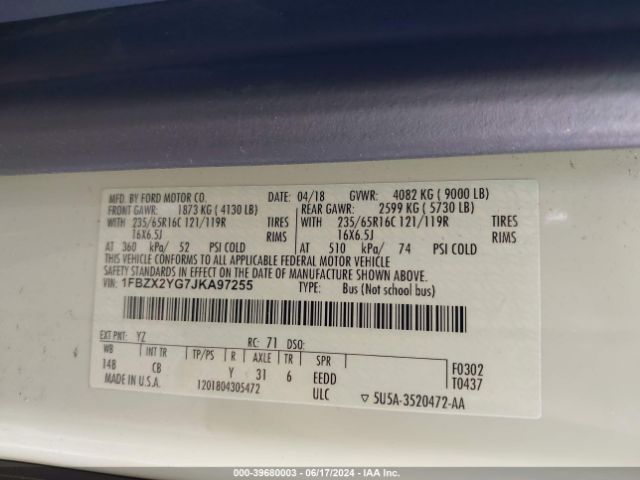 MFD. BY FORD MOTOR CO. DATE: 04/18 GVWR: 4082 KG ( 9000 LB)
FRONT GAWR: 1873 KG ( 4130 LB) REAR GAWR: 2599 KG ( 5730 LB)
WITH 235/65R16C 121/119R TIRES WITH 235/65R16C 121/119R TIRES
16X6.5J RIMS 16X6.5J RIMS
AT 360 kPa/ 52 PSI COLD AT 510 kPa/ 74 PSI COLD
THIS VEHICLE CONFORMS TO ALL APPLICABLE FEDERAL MOTOR VEHICLE
SAFETY STANDARDS IN EFFECT ON THE DATE OF MANUFACTURE SHOWN ABOVE.
VIN: 1FBZX2YG7JKA97255 TYPE: Bus (Not school bus)
EXT PNT: YZ RC: 71 DSO:
WB INT TR TP/PS R AXLE TR SPR F0302
148 CB Y 31 6 EEDD T0437
MADE IN U.S.A. 1201804305472 ULC ▽ 5U5A-3520472-AA
000-39680003 - 06/17/2024 - IAA Inc.